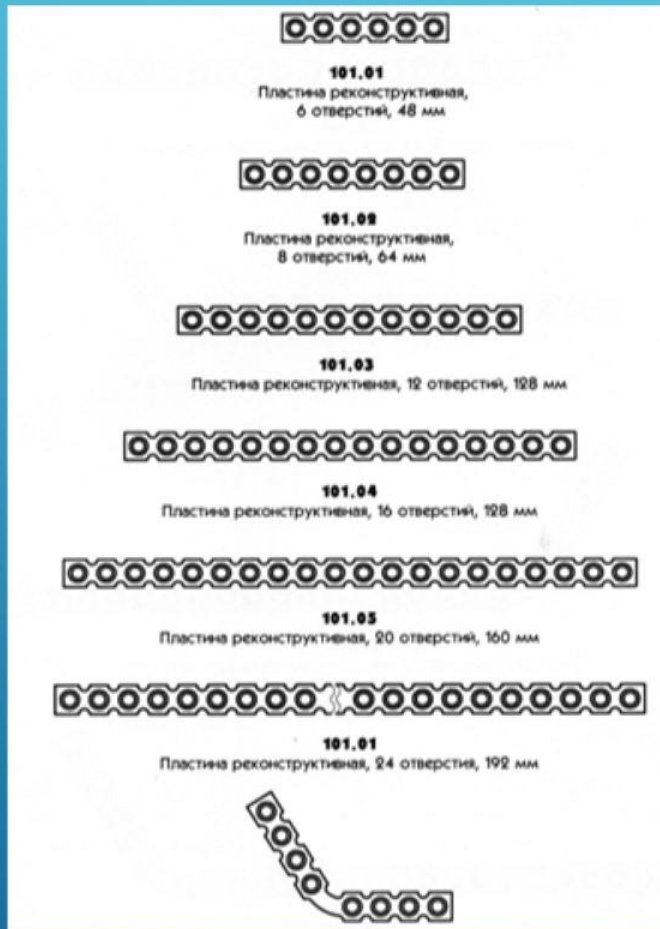 101.01
Пластина реконструктивная,
6 отверстий, 48 мм
101.02
Пластина реконструктивная,
8 отверстий, 64 мм
101.03
Пластина реконструктивная, 12 отверстий, 128 мм
101.04
Пластина реконструктивная, 16 отверстий, 128 мм
101.05
Пластина реконструктивная, 20 отверстий, 160 мм
101.01
Пластина реконструктивная, 24 отверстия, 192 мм